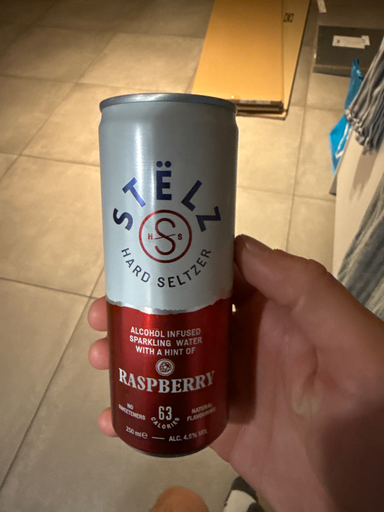 STËLZ
H S S
HARD SELTZER
ALCOHÖL INFUSED
SPARKLING WATER
WITH A HINT OF
RASPBERRY
NO
SWEETENERS
63
CALORIES
NATURAL
FLAVOURING
250 ml ℮ — ALC. 4,5% VOL